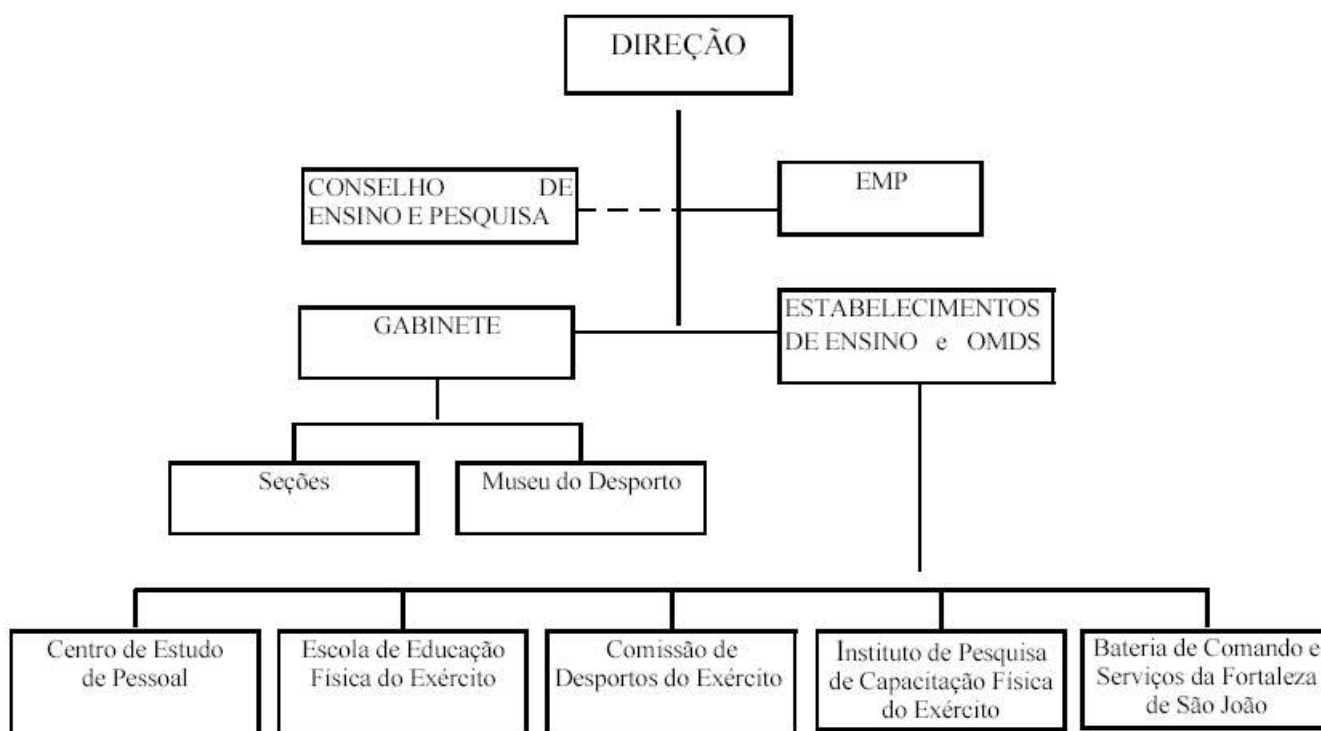 DIREÇÃO
CONSELHO DE
ENSINO E PESQUISA
EMP
GABINETE
ESTABELECIMENTOS
DE ENSINO e OMDS
Seções
Museu do Desporto
Centro de Estudo
de Pessoal
Escola de Educação
Física do Exército
Comissão de
Desportos do Exército
Instituto de Pesquisa
de Capacitação Física
do Exército
Bateria de Comando e
Serviços da Fortaleza
de São João